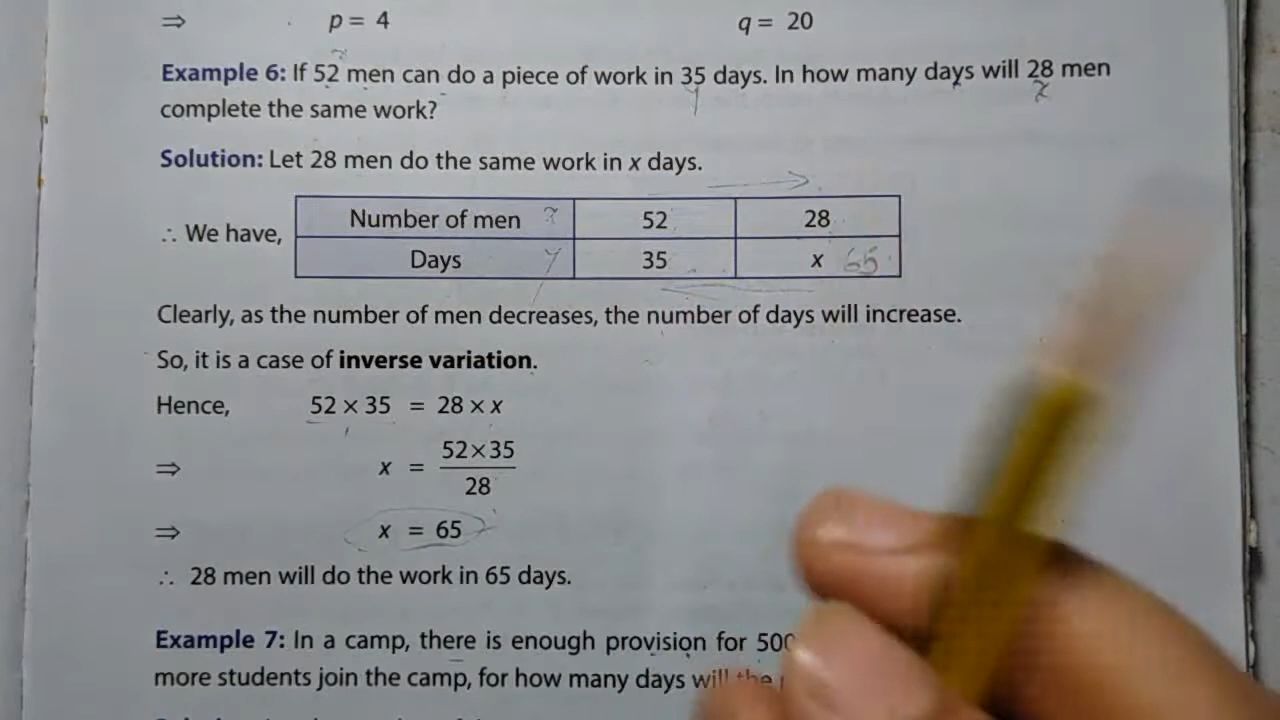 ⇒ p = 4 q = 20
Example 6: If 52 men can do a piece of work in 35 days. In how many days will 28 men
complete the same work?
Solution: Let 28 men do the same work in x days.
∴ We have,
Number of men 52 28
Days y 35 x 65
Clearly, as the number of men decreases, the number of days will increase.
So, it is a case of inverse variation.
Hence, 52 × 35 = 28 × x
⇒ x = 52×35
28
⇒ x = 65
∴ 28 men will do the work in 65 days.
Example 7: In a camp, there is enough provision for 500
more students join the camp, for how many days will the